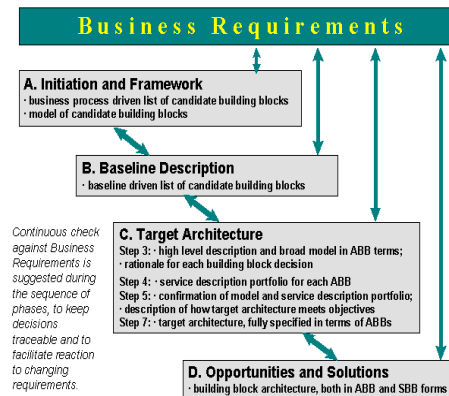 Business Requirements
A. Initiation and Framework
· business process driven list of candidate building blocks
· model of candidate building blocks
B. Baseline Description
· baseline driven list of candidate building blocks
C. Target Architecture
Step 3: · high level description and broad model in ABB terms;
· rationale for each building block decision
Step 4: · service description portfolio for each ABB
Step 5: · confirmation of model and service description portfolio;
· description of how target architecture meets objectives
Step 7: · target architecture, fully specified in terms of ABBs
Continuous check
against Business
Requirements is
suggested during
the sequence of
phases, to keep
decisions
traceable and to
facilitate reaction
to changing
requirements.
D. Opportunities and Solutions
· building block architecture, both in ABB and SBB forms